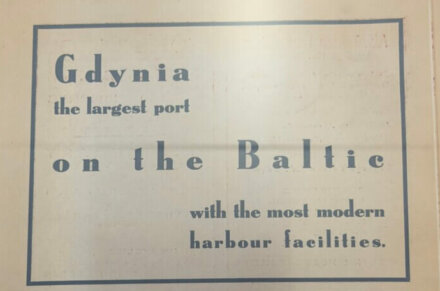 Gdynia
the largest port
on the Baltic
with the most modern
harbour facilities.